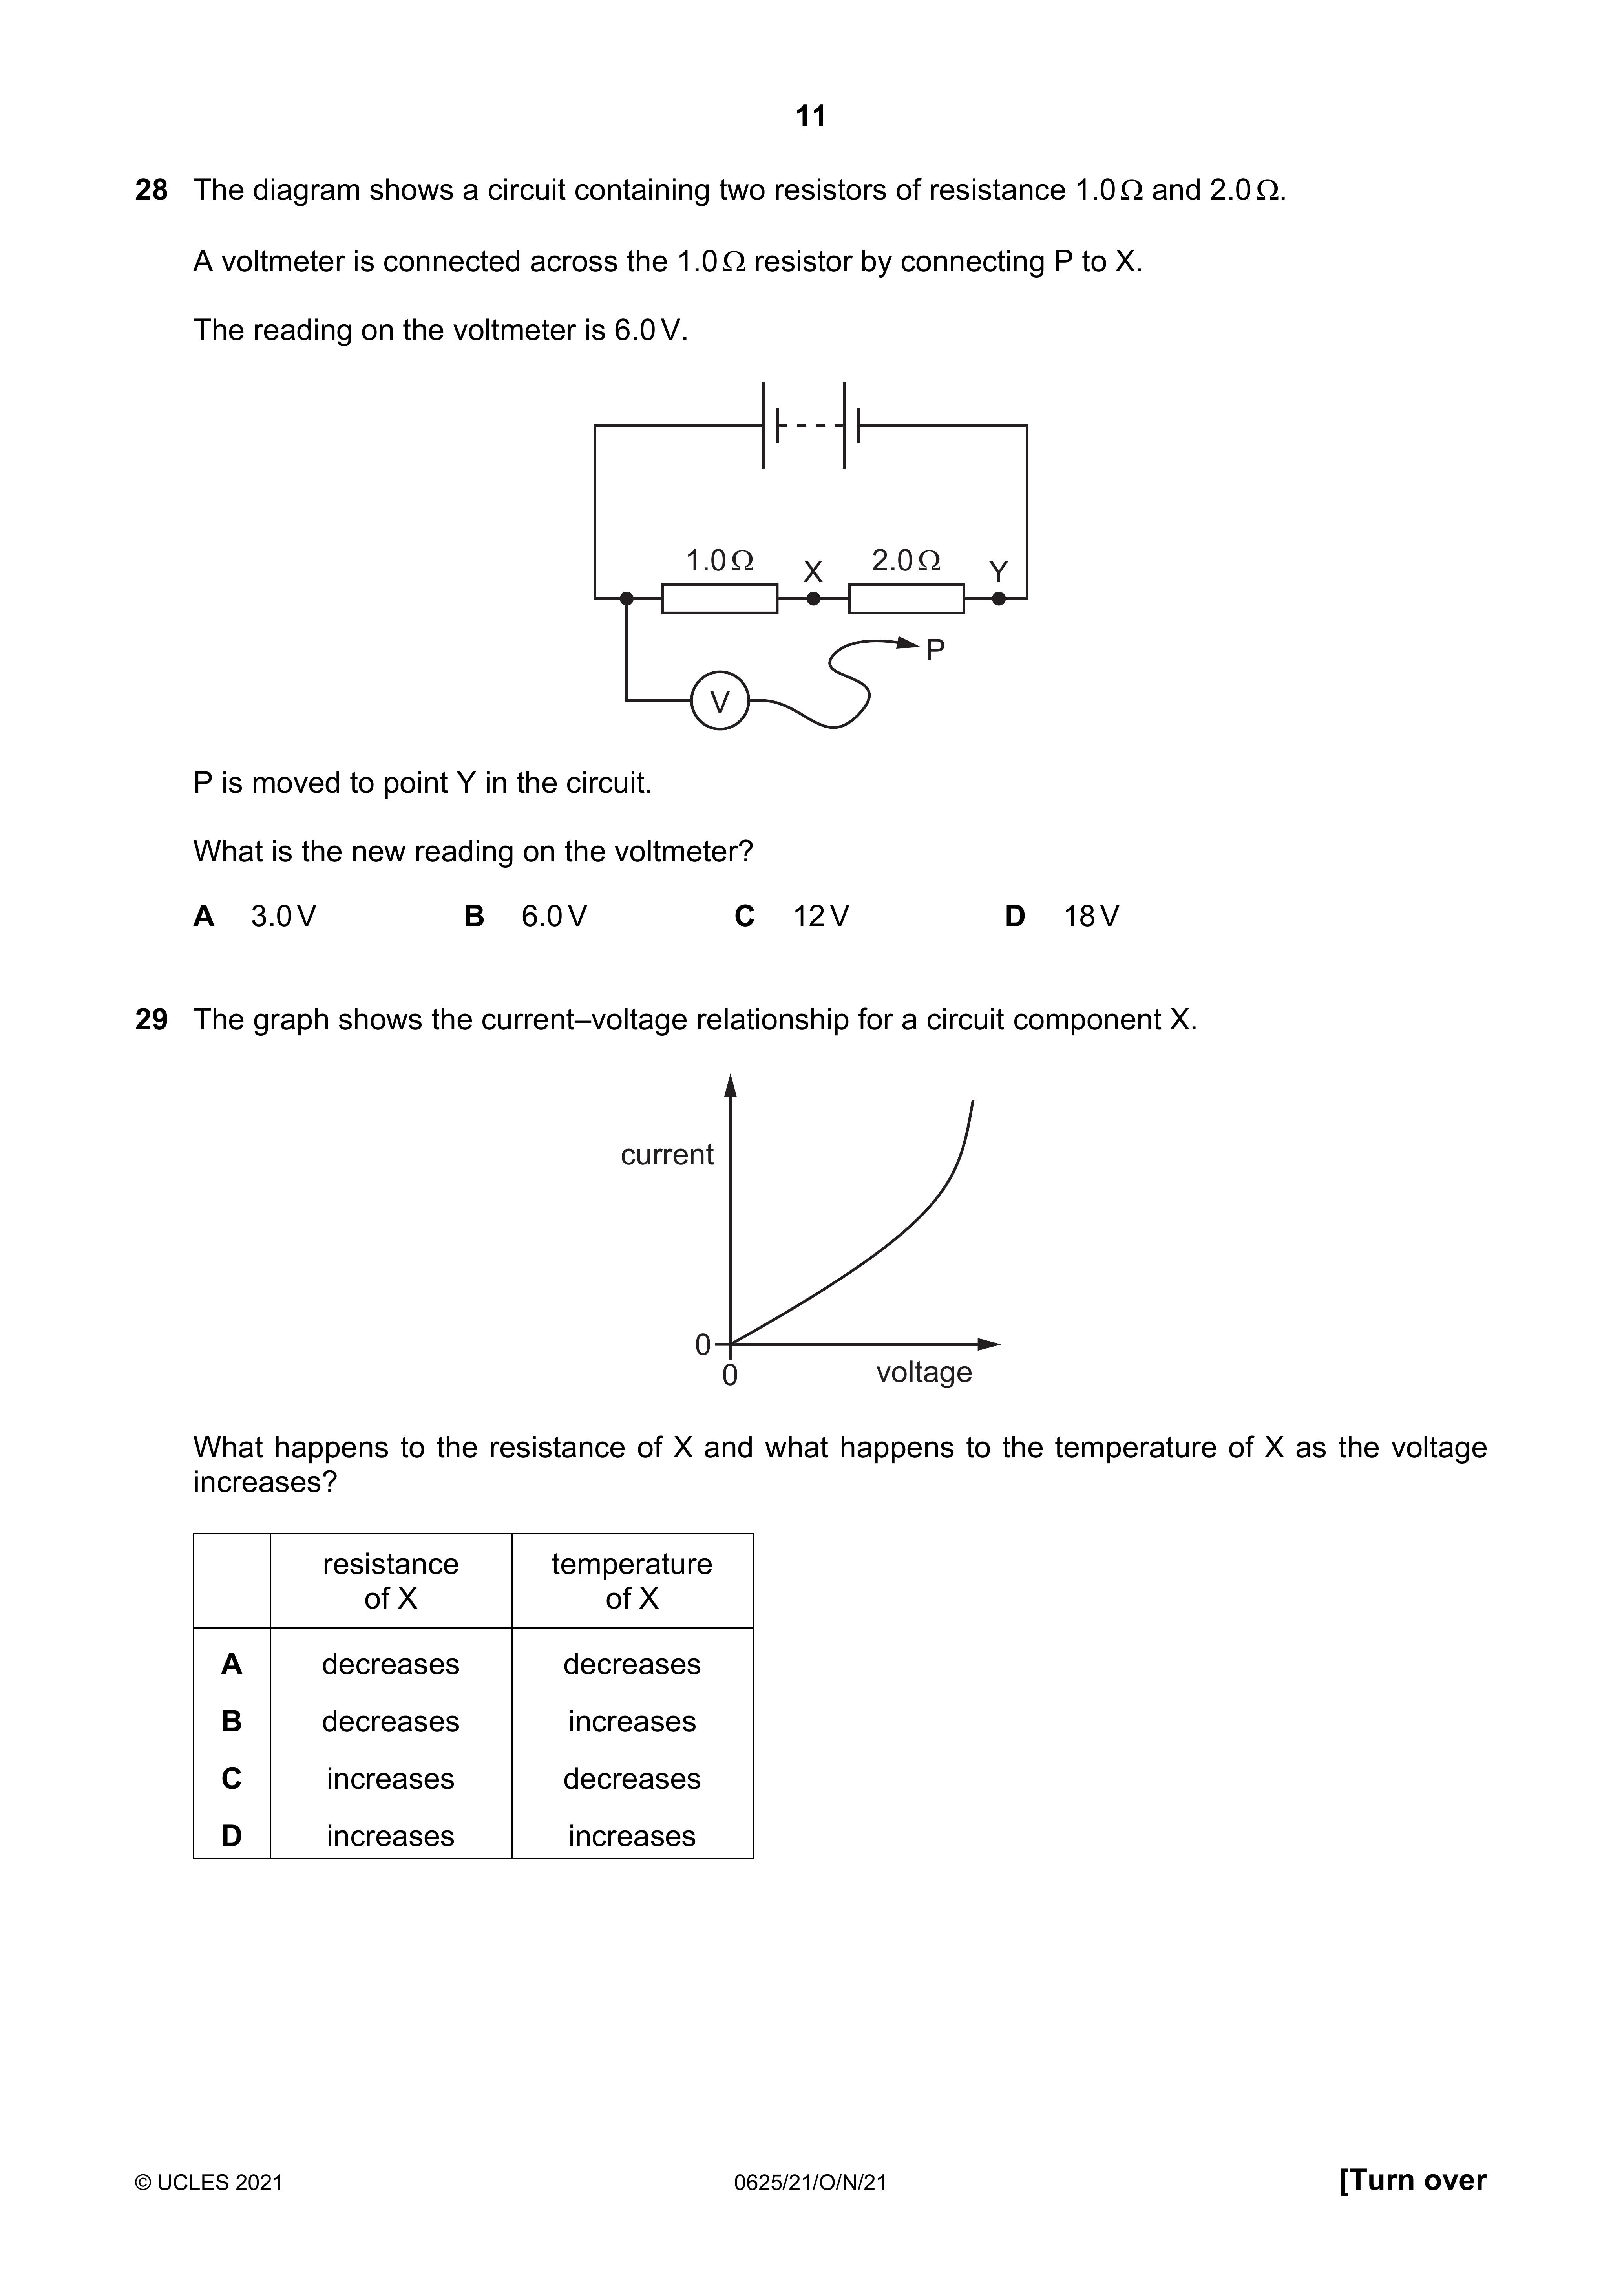 11
28 The diagram shows a circuit containing two resistors of resistance 1.0 Ω and 2.0 Ω.
A voltmeter is connected across the 1.0 Ω resistor by connecting P to X.
The reading on the voltmeter is 6.0 V.
1.0 Ω X 2.0 Ω Y
P
V
P is moved to point Y in the circuit.
What is the new reading on the voltmeter?
A 3.0 V B 6.0 V C 12 V D 18 V
29 The graph shows the current–voltage relationship for a circuit component X.
current
0
0
voltage
What happens to the resistance of X and what happens to the temperature of X as the voltage
increases?
resistance temperature
of X of X
A decreases decreases
B decreases increases
C increases decreases
D increases increases
© UCLES 2021 0625/21/O/N/21 [Turn over